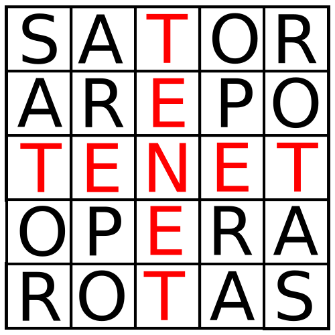 SATOR
AREPO
TENET
OPERA
ROTAS